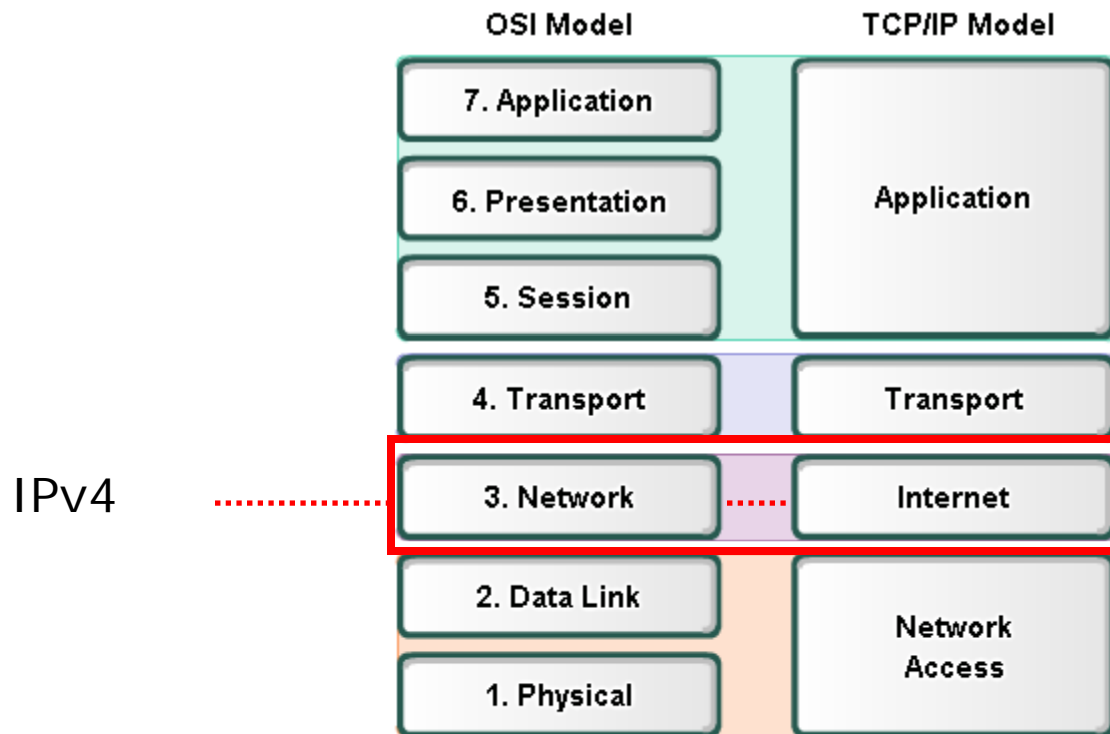 OSI Model
TCP/IP Model
7. Application
6. Presentation
Application
5. Session
4. Transport
Transport
IPv4
3. Network
Internet
2. Data Link
Network
Access
1. Physical